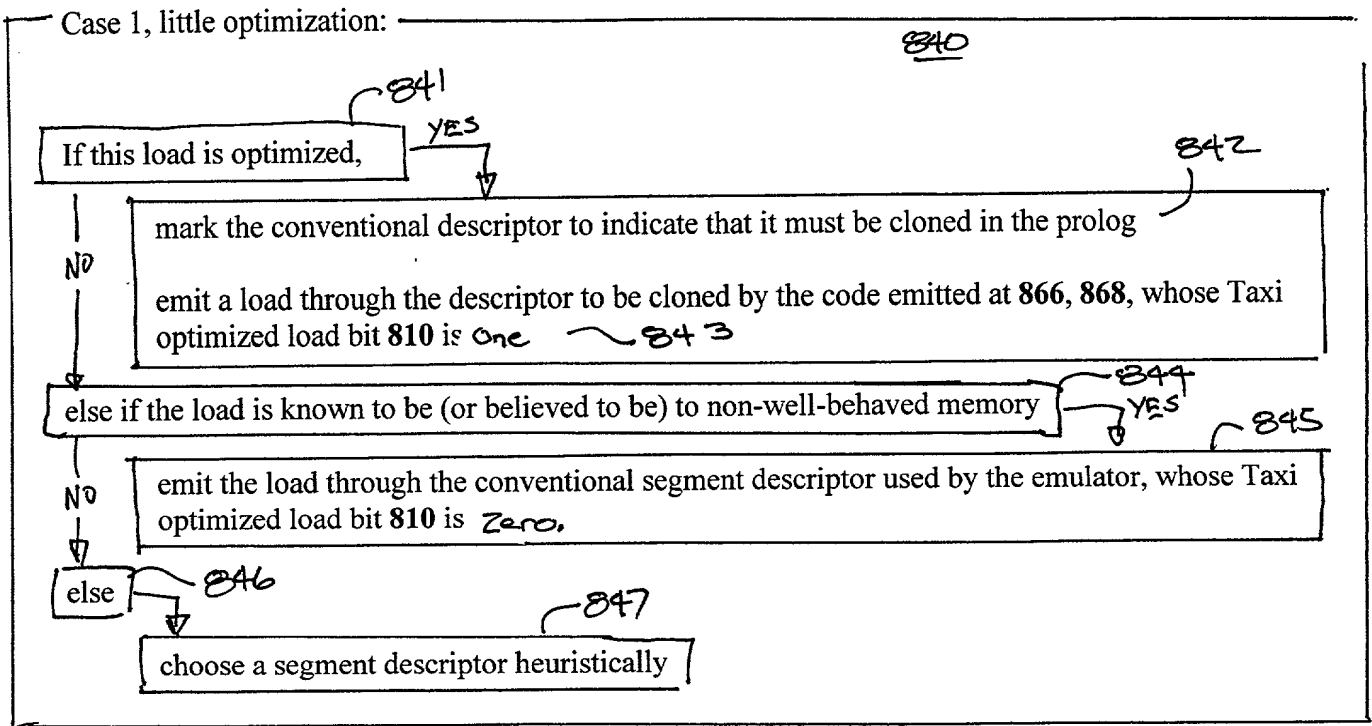 Case 1, little optimization:
840
841
If this load is optimized,
YES
842
mark the conventional descriptor to indicate that it must be cloned in the prolog
NO
emit a load through the descriptor to be cloned by the code emitted at 866, 868, whose Taxi
optimized load bit 810 is one
843
844
else if the load is known to be (or believed to be) to non-well-behaved memory
YES
845
NO
emit the load through the conventional segment descriptor used by the emulator, whose Taxi
optimized load bit 810 is Zero.
else
846
847
choose a segment descriptor heuristically